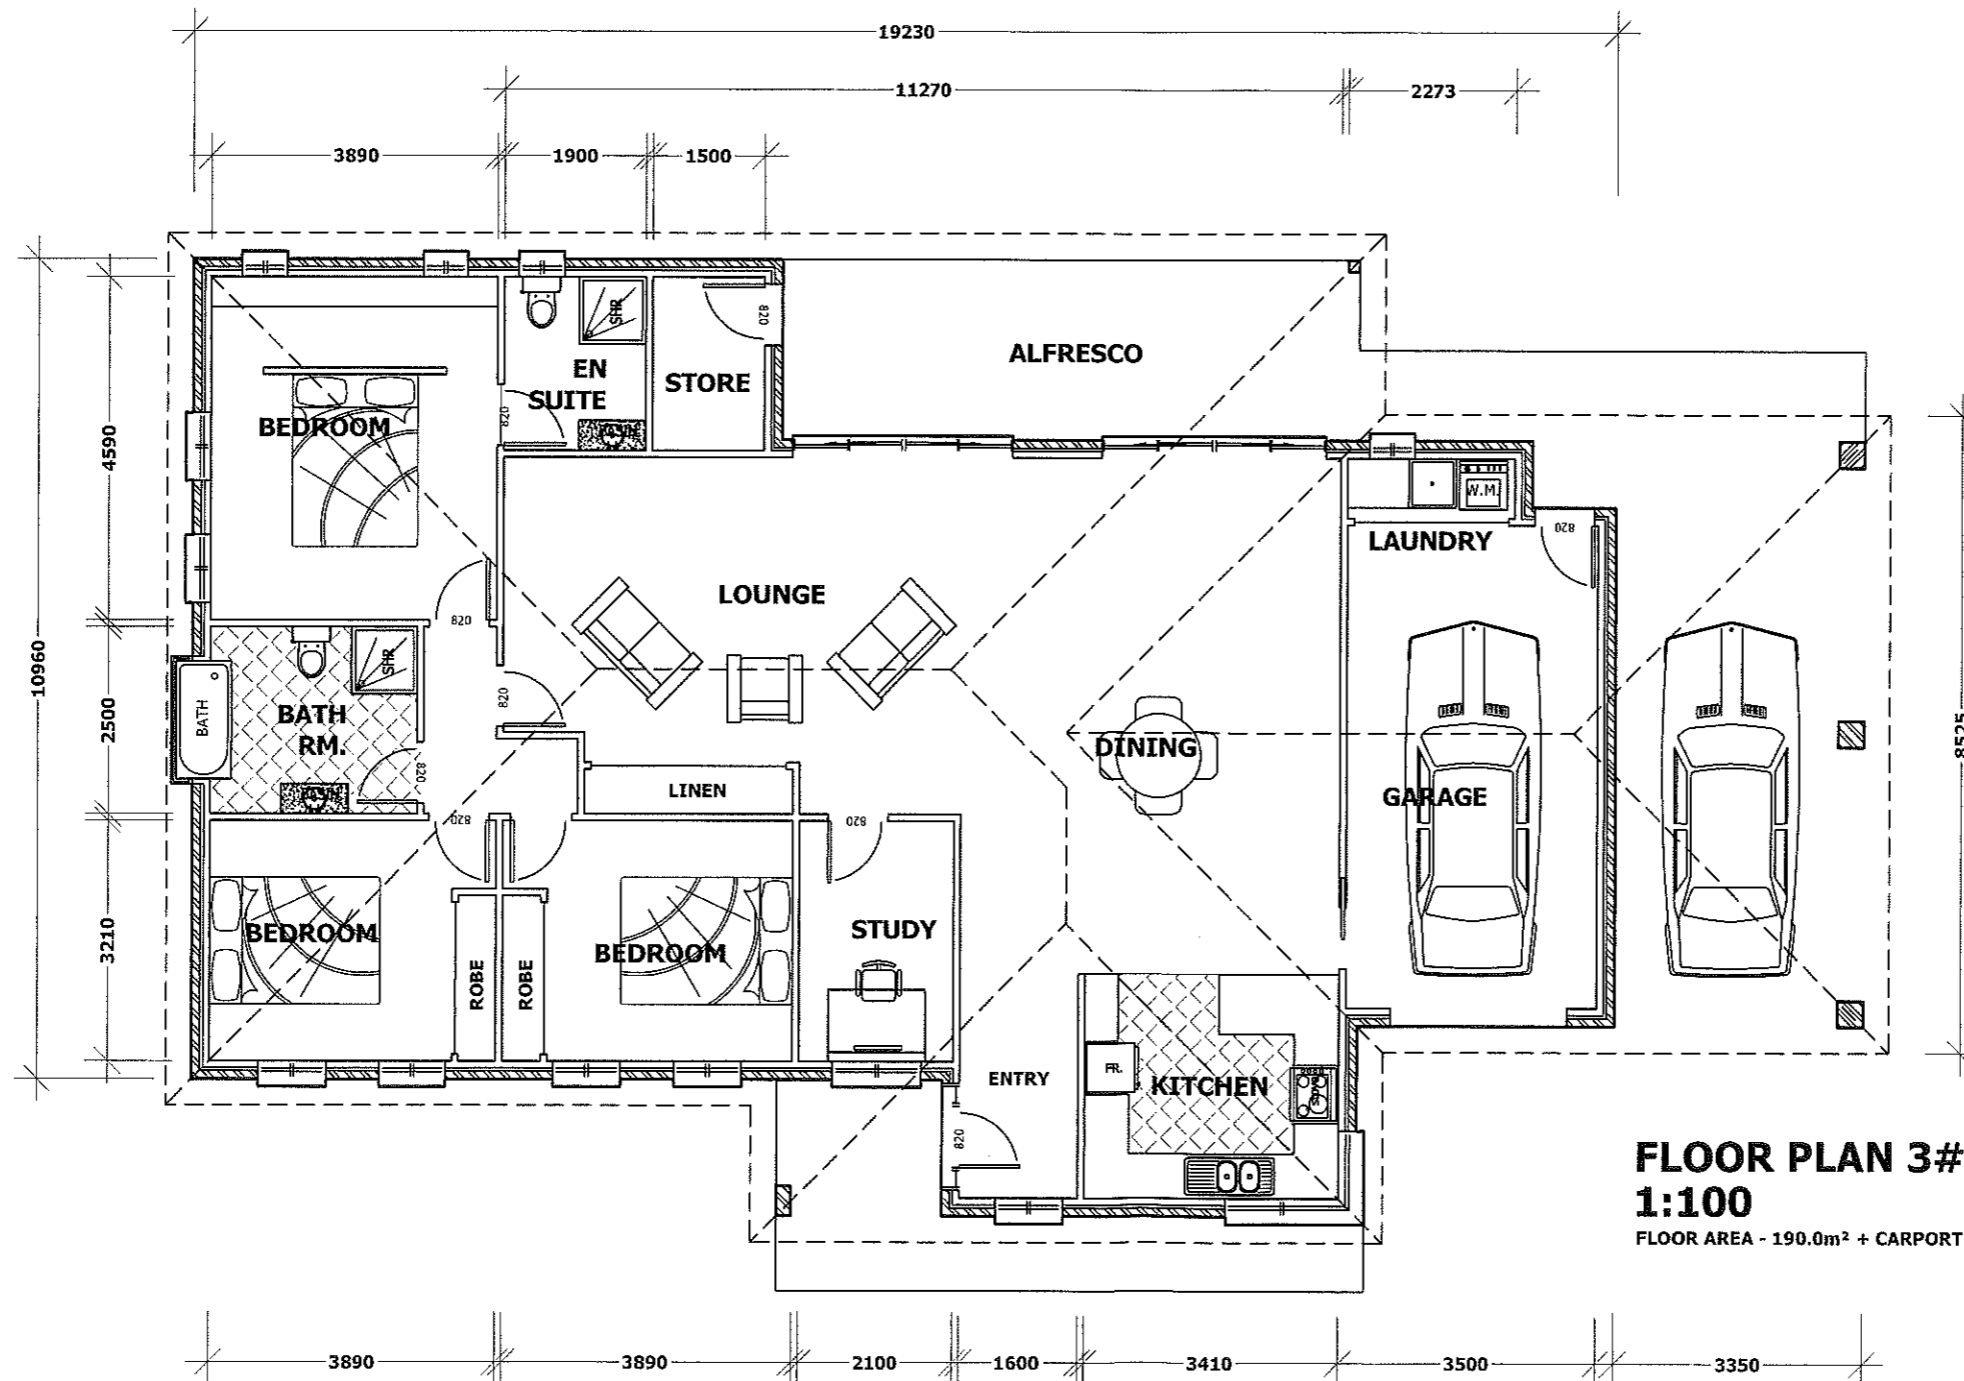 19230
11270
2273
3890
1900
1500
SHR
820
EN
SUITE
STORE
ALFRESCO
BEDROOM
820
BASIN
4590
W.M.
820
LAUNDRY
LOUNGE
820
SHR
10960
2500
BATH
BATH
RM.
820
820
BASIN
DINING
LINEN
GARAGE
8525
820
820
3210
BEDROOM
BEDROOM
STUDY
ROBE
ROBE
FR.
KITCHEN
ENTRY
820
FLOOR PLAN 3#
1:100
FLOOR AREA - 190.0m² + CARPORT
3890
3890
2100
1600
3410
3500
3350